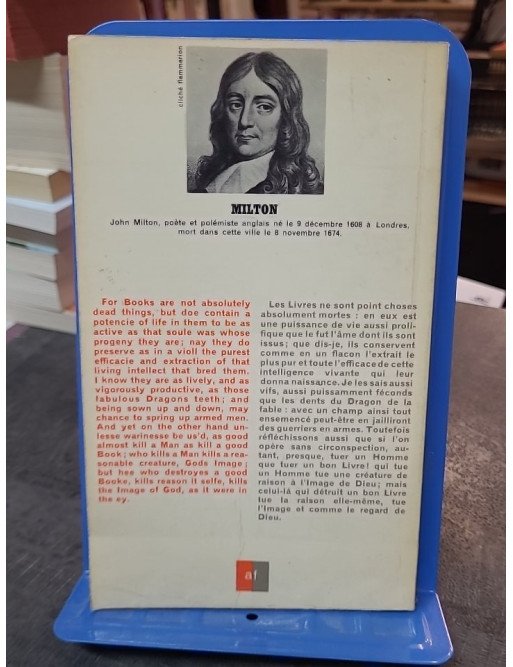 cliché flammarion
MILTON
John Milton, poète et polémiste anglais né le 9 décembre 1608 à Londres,
mort dans cette ville le 8 novembre 1674.
For Books are not absolutely
dead things, but doe contain a
potencie of life in them to be as
active as that soule was whose
progeny they are; nay they do
preserve as in a violl the purest
efficacie and extraction of that
living intellect that bred them.
I know they are as lively, and as
vigorously productive, as those
fabulous Dragons teeth; and
being sown up and down, may
chance to spring up armed men.
And yet on the other hand un-
lesse warinesse be us'd, as good
almost kill a Man as kill a good
Book; who kills a Man kills a rea-
sonable creature, Gods Image;
but hee who destroyes a good
Booke, kills reason it selfe, kills
the Image of God, as it were in
the ey.
Les Livres ne sont point choses
absolument mortes : en eux est
une puissance de vie aussi proli-
fique que le fut l'âme dont ils sont
issus; que dis-je, ils conservent
comme en un flacon l'extrait le
plus pur et toute l'efficace de cette
intelligence vivante qui leur
donna naissance. Je les sais aussi
vifs, aussi puissamment féconds
que les dents du Dragon de la
fable : avec un champ ainsi tout
ensemencé peut-être en jailliront
des guerriers en armes. Toutefois
réfléchissons aussi que si l'on
opère sans circonspection, au-
tant, presque, tuer un Homme
que tuer un bon Livre! qui tue
un Homme tue une créature de
raison à l'Image de Dieu; mais
celui-là qui détruit un bon Livre
tue la raison elle-même, tue
l'Image et comme le regard de
Dieu.
af